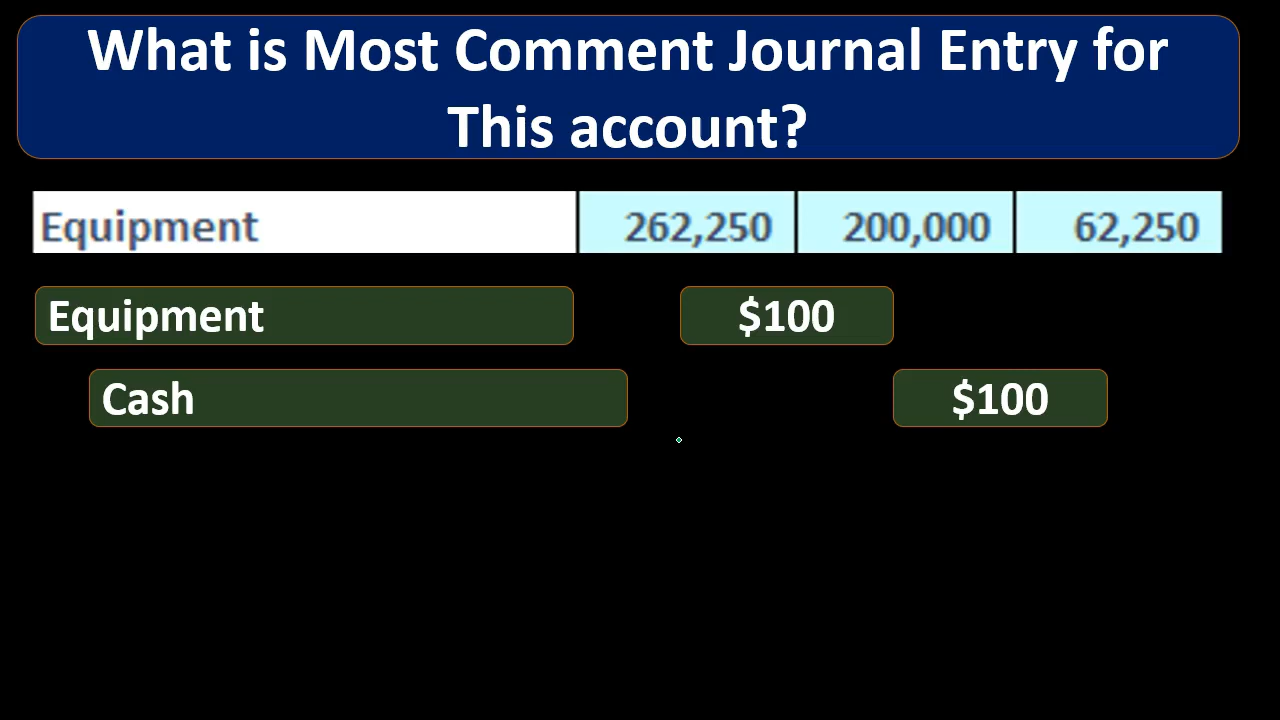 What is Most Comment Journal Entry for
This account?
Equipment 262,250 200,000 62,250
Equipment $100
Cash $100